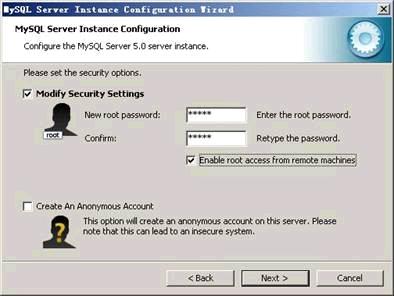 MySQL Server Instance Configuration Wizard
MySQL Server Instance Configuration
Configure the MySQL Server 5.0 server instance.
Please set the security options.
Modify Security Settings
New root password: ***** Enter the root password.
root
Confirm: ***** Retype the password.
Enable root access from remote machines
Create An Anonymous Account
This option will create an anonymous account on this server. Please
note that this can lead to an insecure system.
< Back Next > Cancel